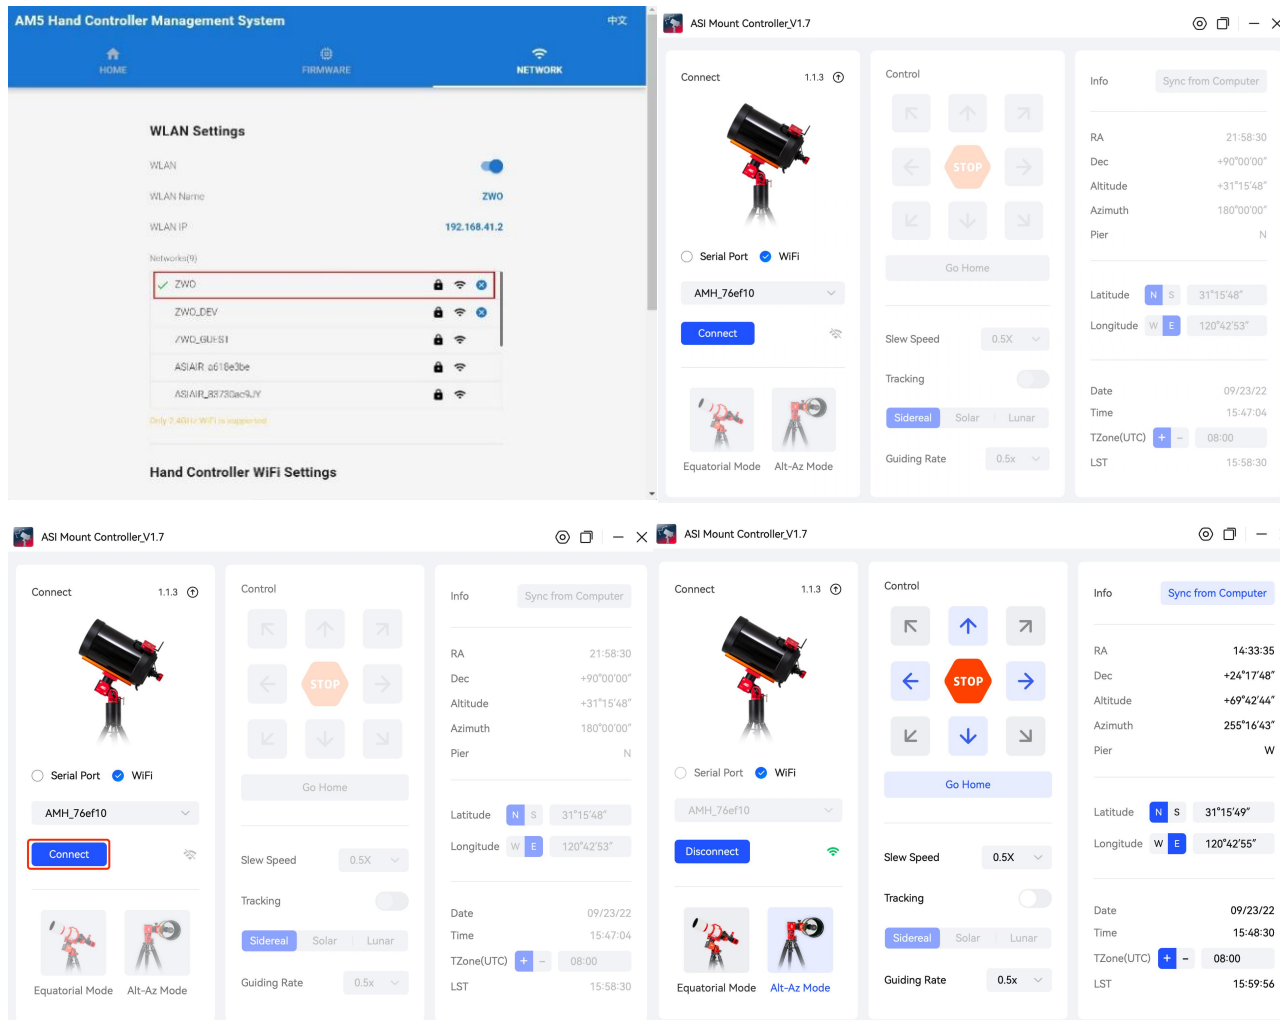 AM5 Hand Controller Management System 中文
HOME FIRMWARE NETWORK
WLAN Settings
WLAN
WLAN Name ZWO
WLAN IP 192.168.41.2
Networks(9)
ZWO
ZWO_DEV
ZWO_GUEST
ASIAIR_a618e3be
ASIAIR_83730ac9JY
Only 2.4GHz WiFi is supported
Hand Controller WiFi Settings
ASI Mount Controller_V1.7
Connect 1.1.3
Serial Port WiFi
AMH_76ef10
Connect
Equatorial Mode Alt-Az Mode
Control
STOP
Go Home
Slew Speed 0.5X
Tracking
Sidereal Solar Lunar
Guiding Rate 0.5x
Info Sync from Computer
RA 21:58:30
Dec +90°00'00"
Altitude +31°15'48"
Azimuth 180°00'00"
Pier N
Latitude N S 31°15'48"
Longitude W E 120°42'53"
Date 09/23/22
Time 15:47:04
TZone(UTC) + - 08:00
LST 15:58:30
ASI Mount Controller_V1.7
Connect 1.1.3
Serial Port WiFi
AMH_76ef10
Connect
Equatorial Mode Alt-Az Mode
Control
STOP
Go Home
Slew Speed 0.5X
Tracking
Sidereal Solar Lunar
Guiding Rate 0.5x
Info Sync from Computer
RA 21:58:30
Dec +90°00'00"
Altitude +31°15'48"
Azimuth 180°00'00"
Pier N
Latitude N S 31°15'48"
Longitude W E 120°42'53"
Date 09/23/22
Time 15:47:04
TZone(UTC) + - 08:00
LST 15:58:30
ASI Mount Controller_V1.7
Connect 1.1.3
Serial Port WiFi
AMH_76ef10
Disconnect
Equatorial Mode Alt-Az Mode
Control
STOP
Go Home
Slew Speed 0.5X
Tracking
Sidereal Solar Lunar
Guiding Rate 0.5x
Info Sync from Computer
RA 14:33:35
Dec +24°17'48"
Altitude +69°42'44"
Azimuth 255°16'43"
Pier W
Latitude N S 31°15'49"
Longitude W E 120°42'55"
Date 09/23/22
Time 15:48:30
TZone(UTC) + - 08:00
LST 15:59:56